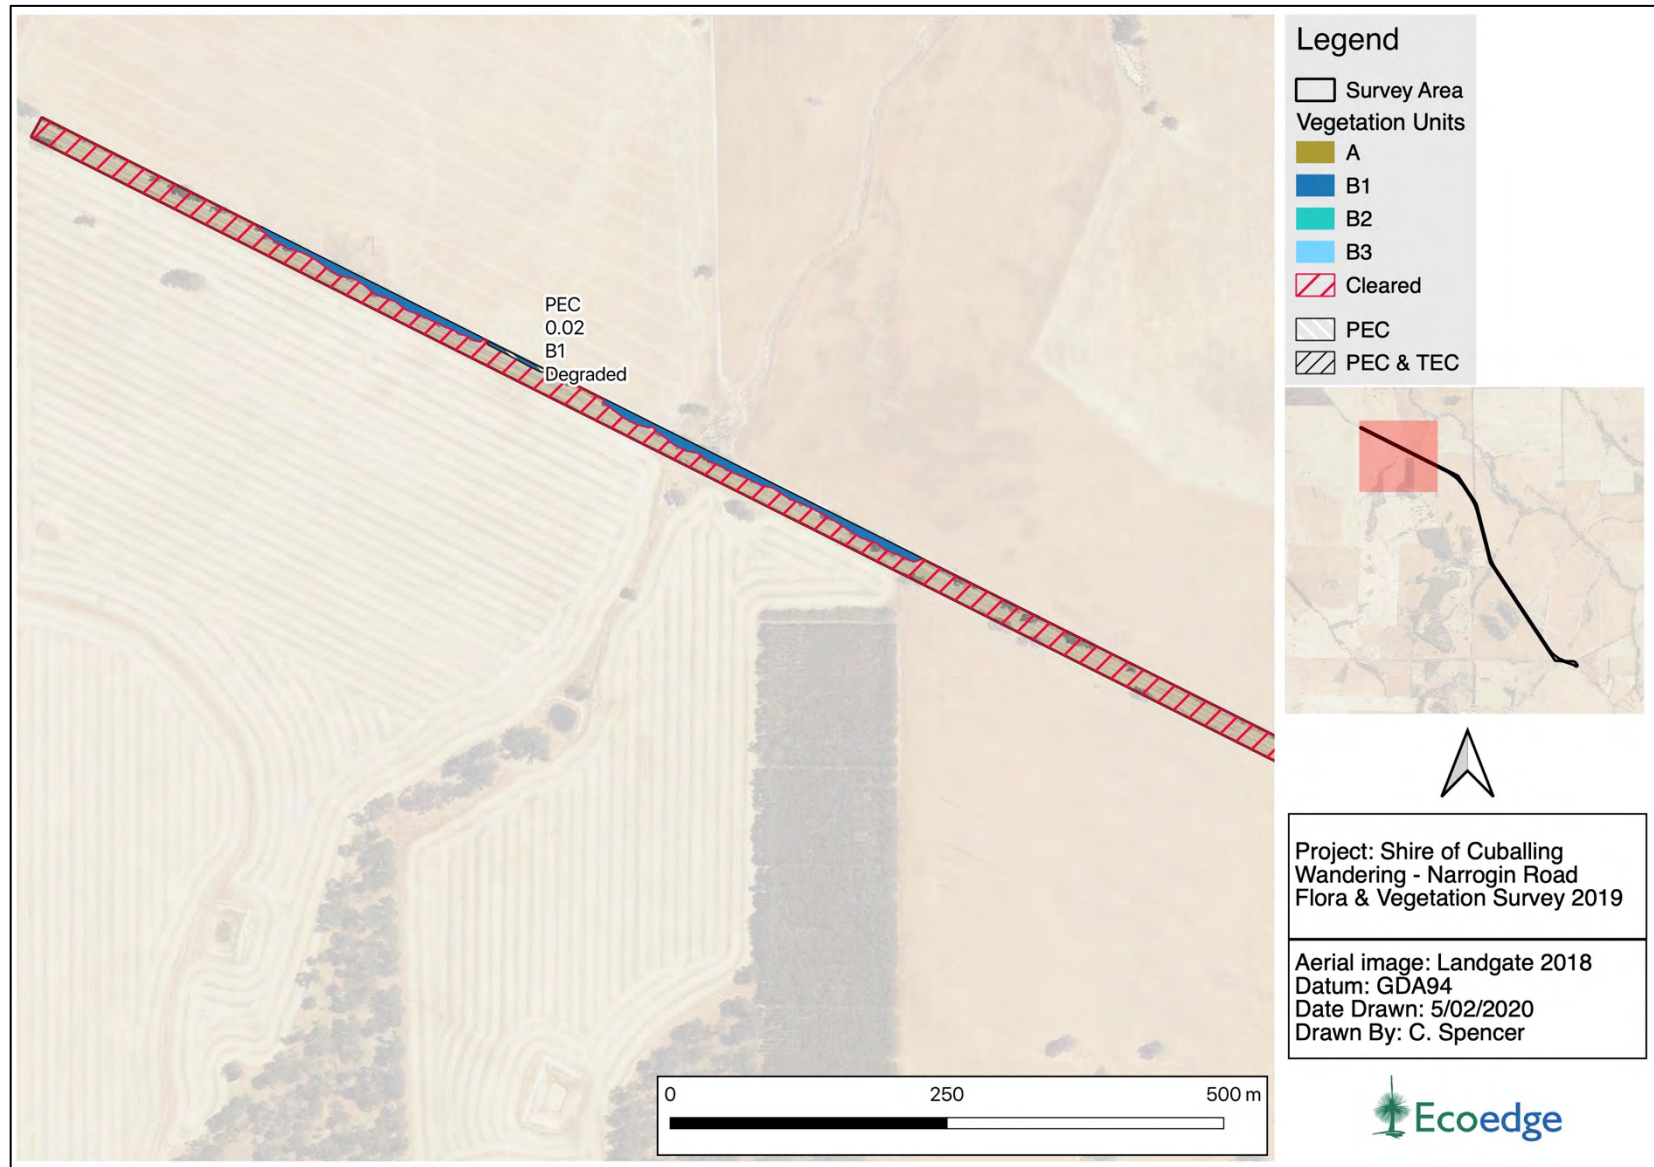 PEC
0.02
B1
Degraded
0 250 500 m
Legend
Survey Area
Vegetation Units
A
B1
B2
B3
Cleared
PEC
PEC & TEC
Project: Shire of Cuballing
Wandering - Narrogin Road
Flora & Vegetation Survey 2019
Aerial image: Landgate 2018
Datum: GDA94
Date Drawn: 5/02/2020
Drawn By: C. Spencer
Ecoedge